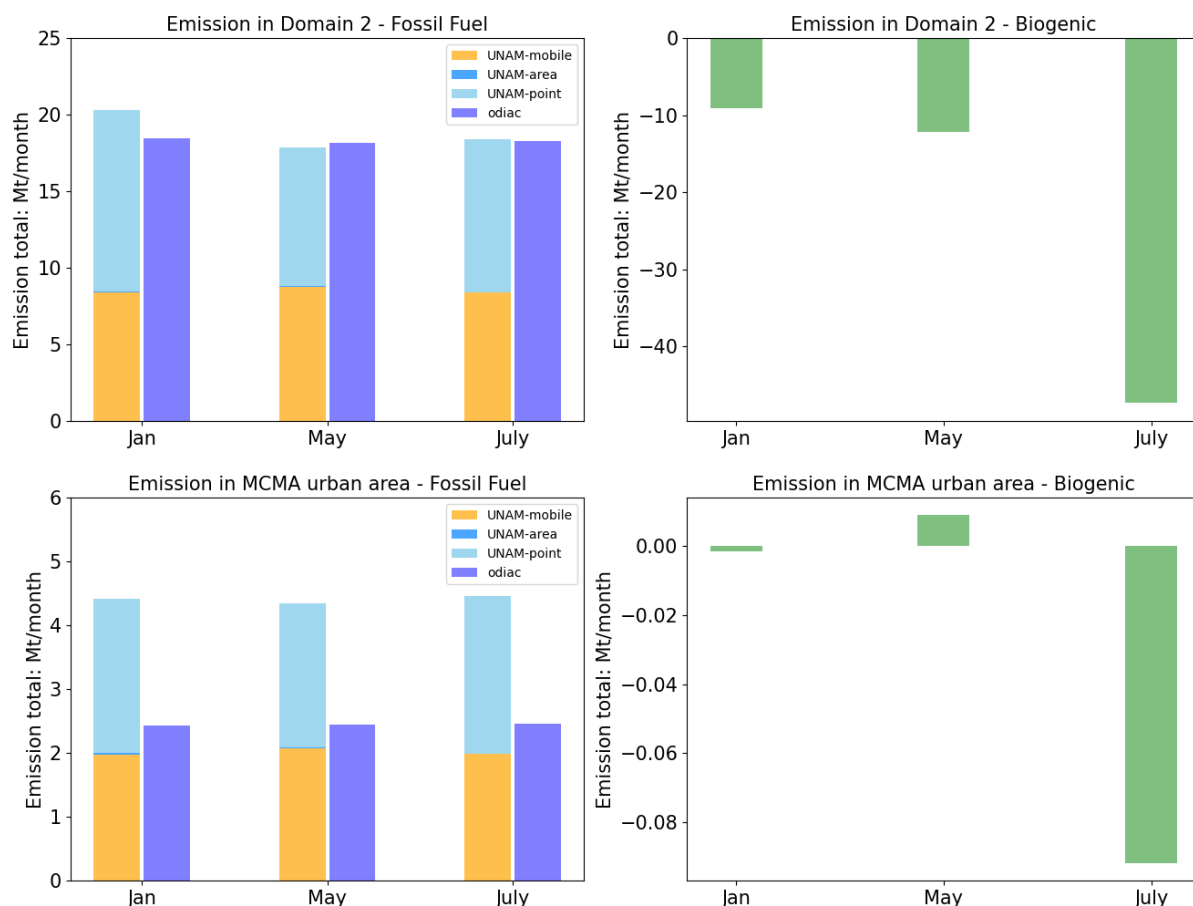 Emission in Domain 2 - Fossil Fuel
Emission total: Mt/month
25
20
15
10
5
0
UNAM-mobile
UNAM-area
UNAM-point
odiac
Jan May July
Emission in Domain 2 - Biogenic
Emission total: Mt/month
0
−10
−20
−30
−40
Jan May July
Emission in MCMA urban area - Fossil Fuel
Emission total: Mt/month
6
5
4
3
2
1
0
UNAM-mobile
UNAM-area
UNAM-point
odiac
Jan May July
Emission in MCMA urban area - Biogenic
Emission total: Mt/month
0.00
−0.02
−0.04
−0.06
−0.08
Jan May July